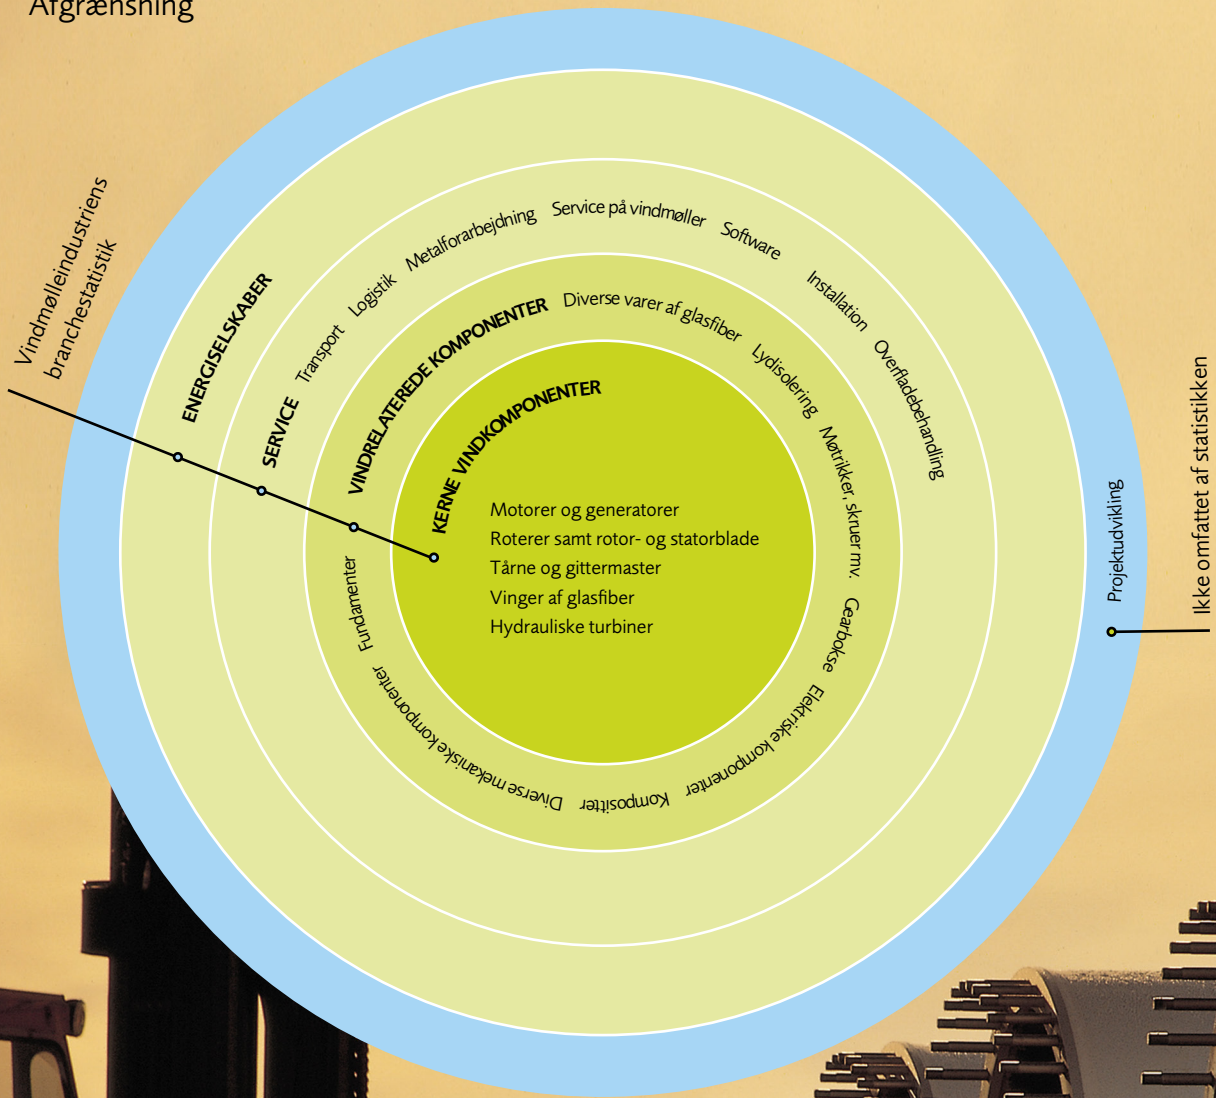 Afgrænsning
Vindmølleindustriens
branchestatistik
ENERGISELSKABER
SERVICE Transport Logistik Metalforarbejdning Service på vindmøller Software Installation Overfladebehandling
VINDRELATEREDE KOMPONENTER Diverse varer af glasfiber Lydisolering Møtrikker, skruer mv. Gearbokse Elektriske komponenter Kompositter Diverse mekaniske komponenter Fundamenter
KERNE VINDKOMPONENTER
Motorer og generatorer
Roterer samt rotor- og statorblade
Tårne og gittermaster
Vinger af glasfiber
Hydrauliske turbiner
Projektudvikling
Ikke omfattet af statistikken